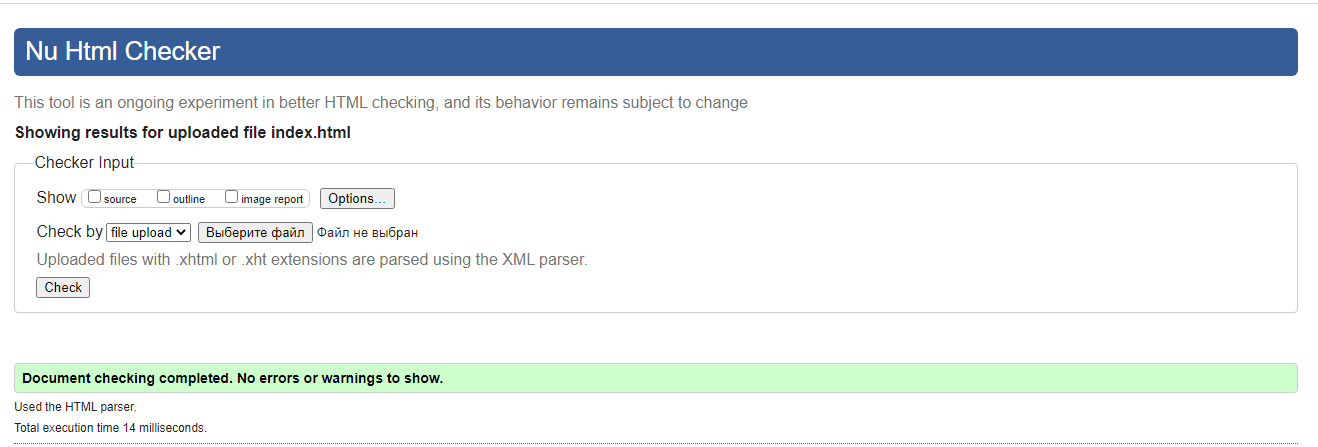 Nu Html Checker
This tool is an ongoing experiment in better HTML checking, and its behavior remains subject to change
Showing results for uploaded file index.html
Checker Input
Show source outline image report Options...
Check by file upload Выберите файл Файл не выбран
Uploaded files with .xhtml or .xht extensions are parsed using the XML parser.
Check
Document checking completed. No errors or warnings to show.
Used the HTML parser.
Total execution time 14 milliseconds.